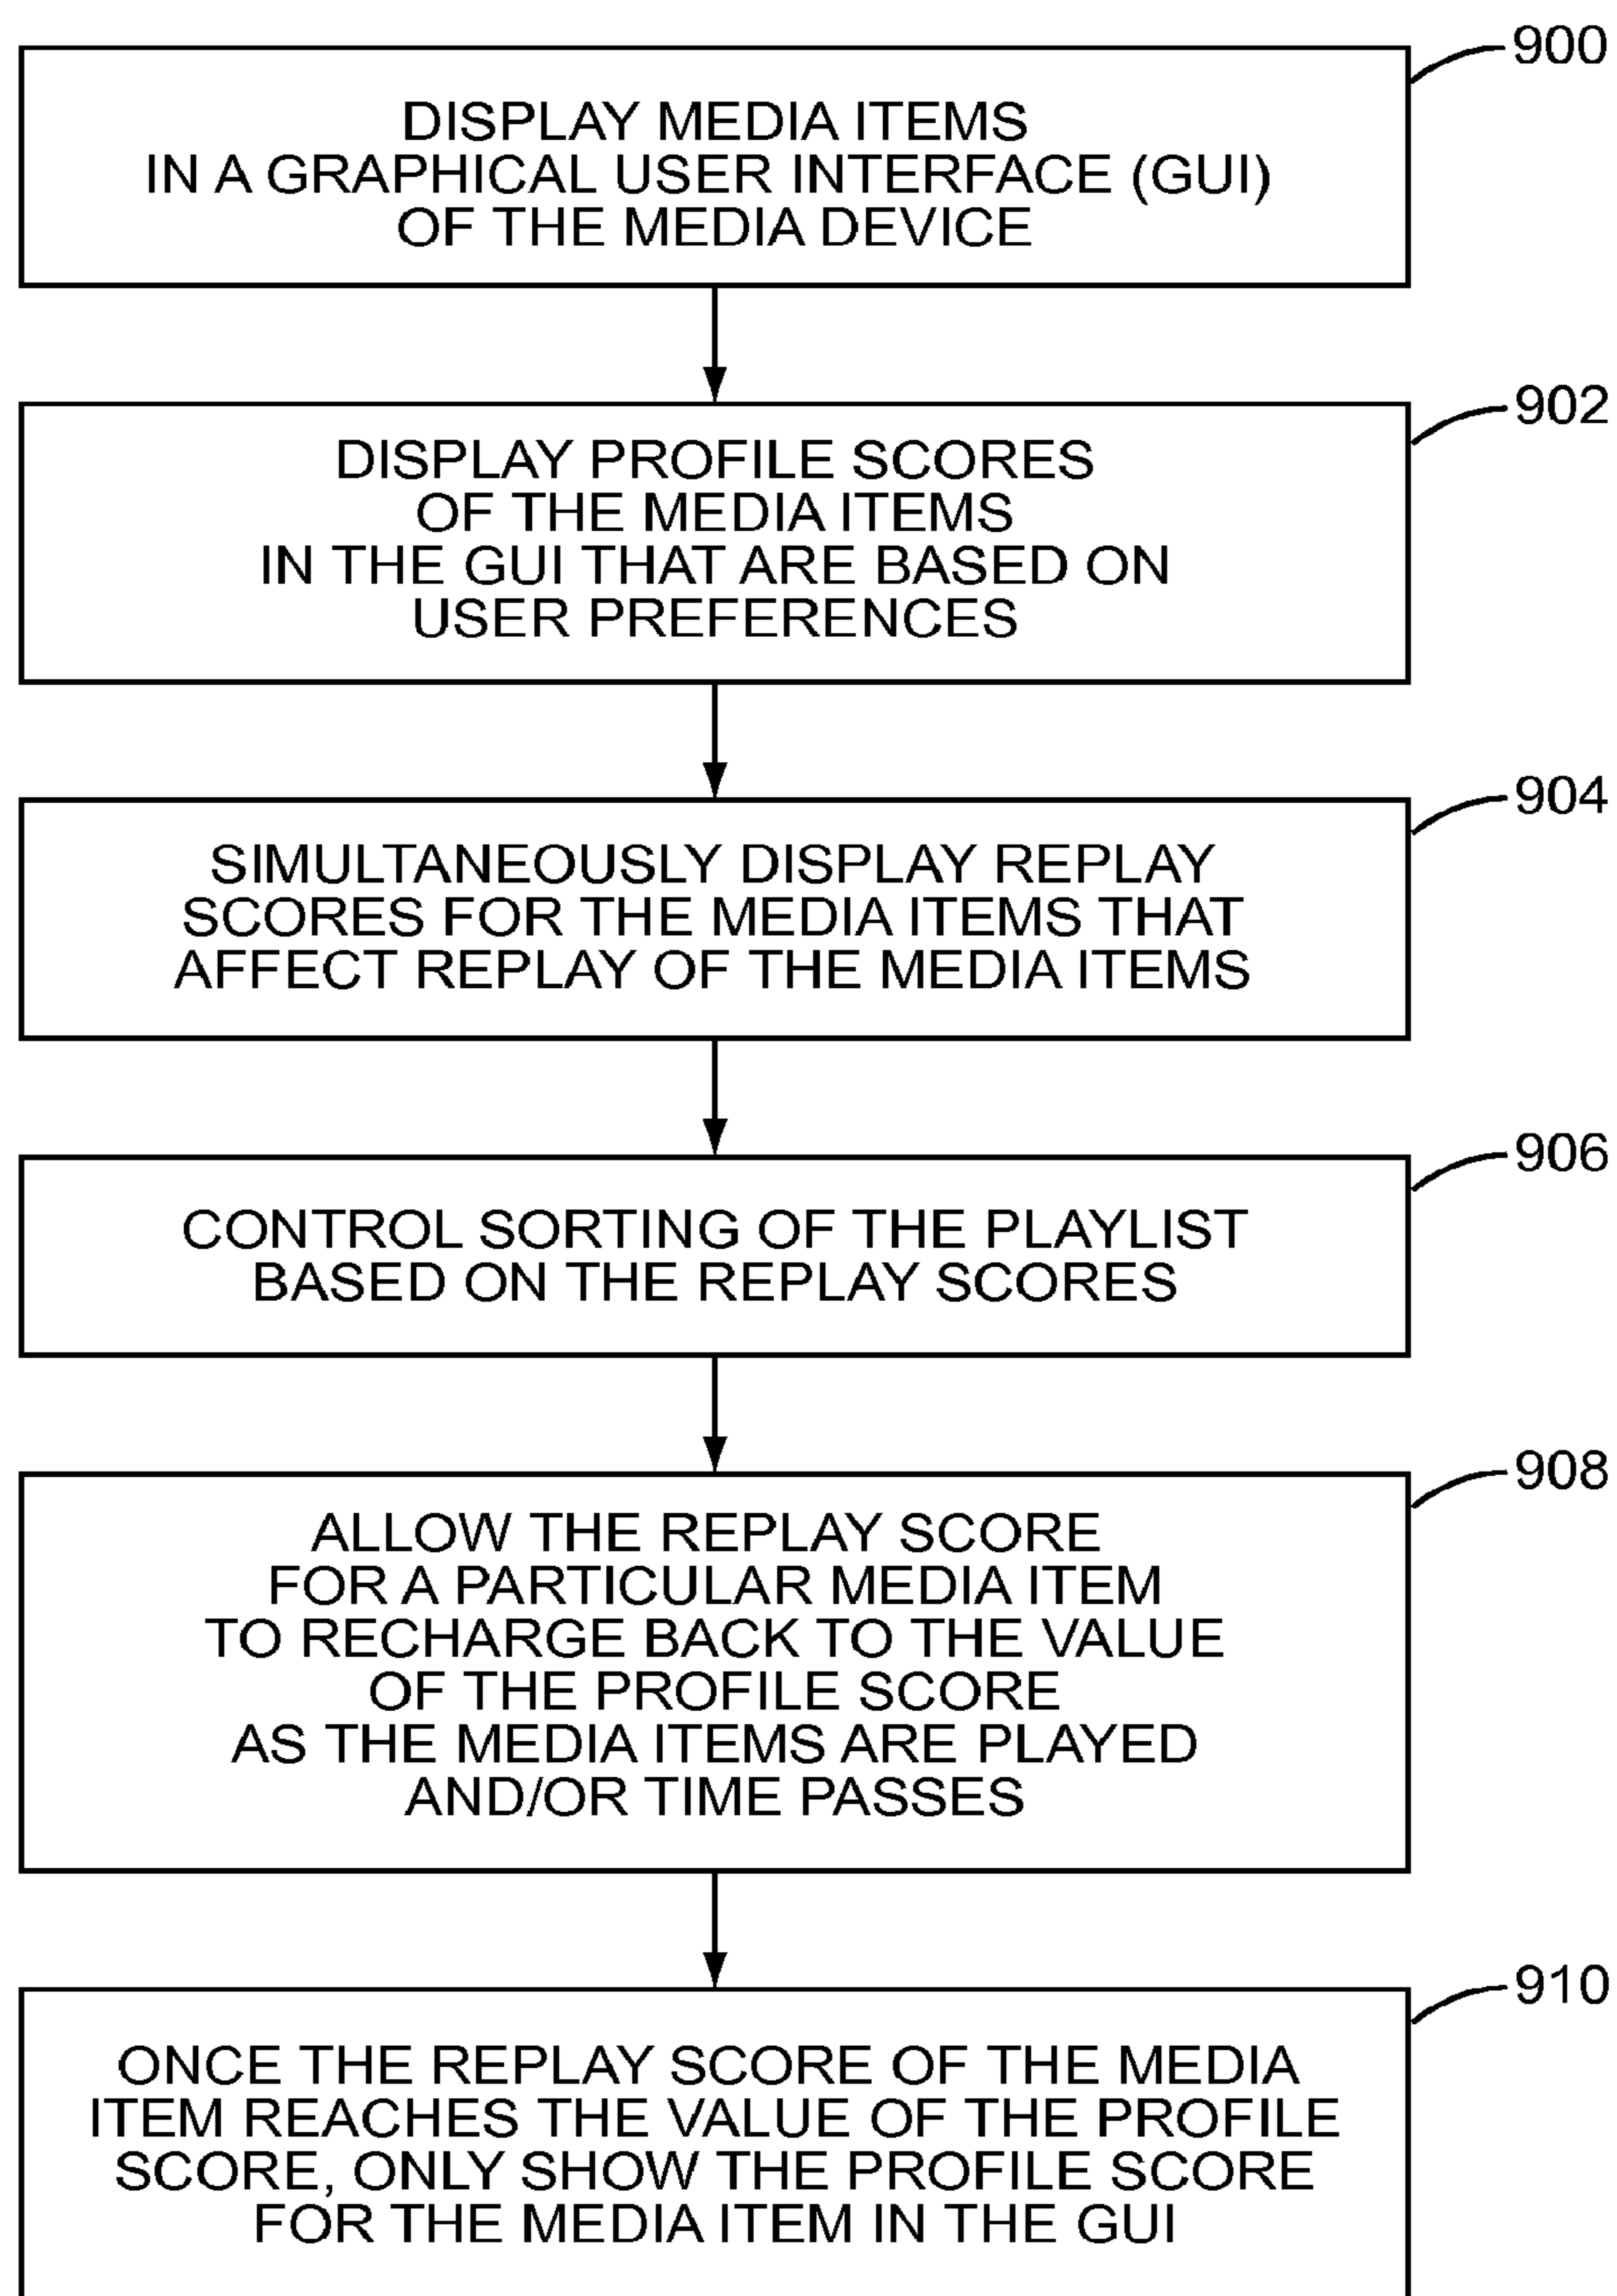 900
DISPLAY MEDIA ITEMS
IN A GRAPHICAL USER INTERFACE (GUI)
OF THE MEDIA DEVICE
902
DISPLAY PROFILE SCORES
OF THE MEDIA ITEMS
IN THE GUI THAT ARE BASED ON
USER PREFERENCES
904
SIMULTANEOUSLY DISPLAY REPLAY
SCORES FOR THE MEDIA ITEMS THAT
AFFECT REPLAY OF THE MEDIA ITEMS
906
CONTROL SORTING OF THE PLAYLIST
BASED ON THE REPLAY SCORES
908
ALLOW THE REPLAY SCORE
FOR A PARTICULAR MEDIA ITEM
TO RECHARGE BACK TO THE VALUE
OF THE PROFILE SCORE
AS THE MEDIA ITEMS ARE PLAYED
AND/OR TIME PASSES
910
ONCE THE REPLAY SCORE OF THE MEDIA
ITEM REACHES THE VALUE OF THE PROFILE
SCORE, ONLY SHOW THE PROFILE SCORE
FOR THE MEDIA ITEM IN THE GUI